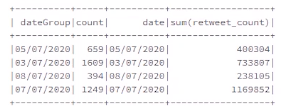 +----------+-----+----------+------------------+
| dateGroup|count|      date|sum(retweet_count)|
+----------+-----+----------+------------------+
|05/07/2020|  659|05/07/2020|            400304|
|03/07/2020| 1609|03/07/2020|            733807|
|08/07/2020|  394|08/07/2020|            238105|
|07/07/2020| 1249|07/07/2020|           1169852|
+----------+-----+----------+------------------+